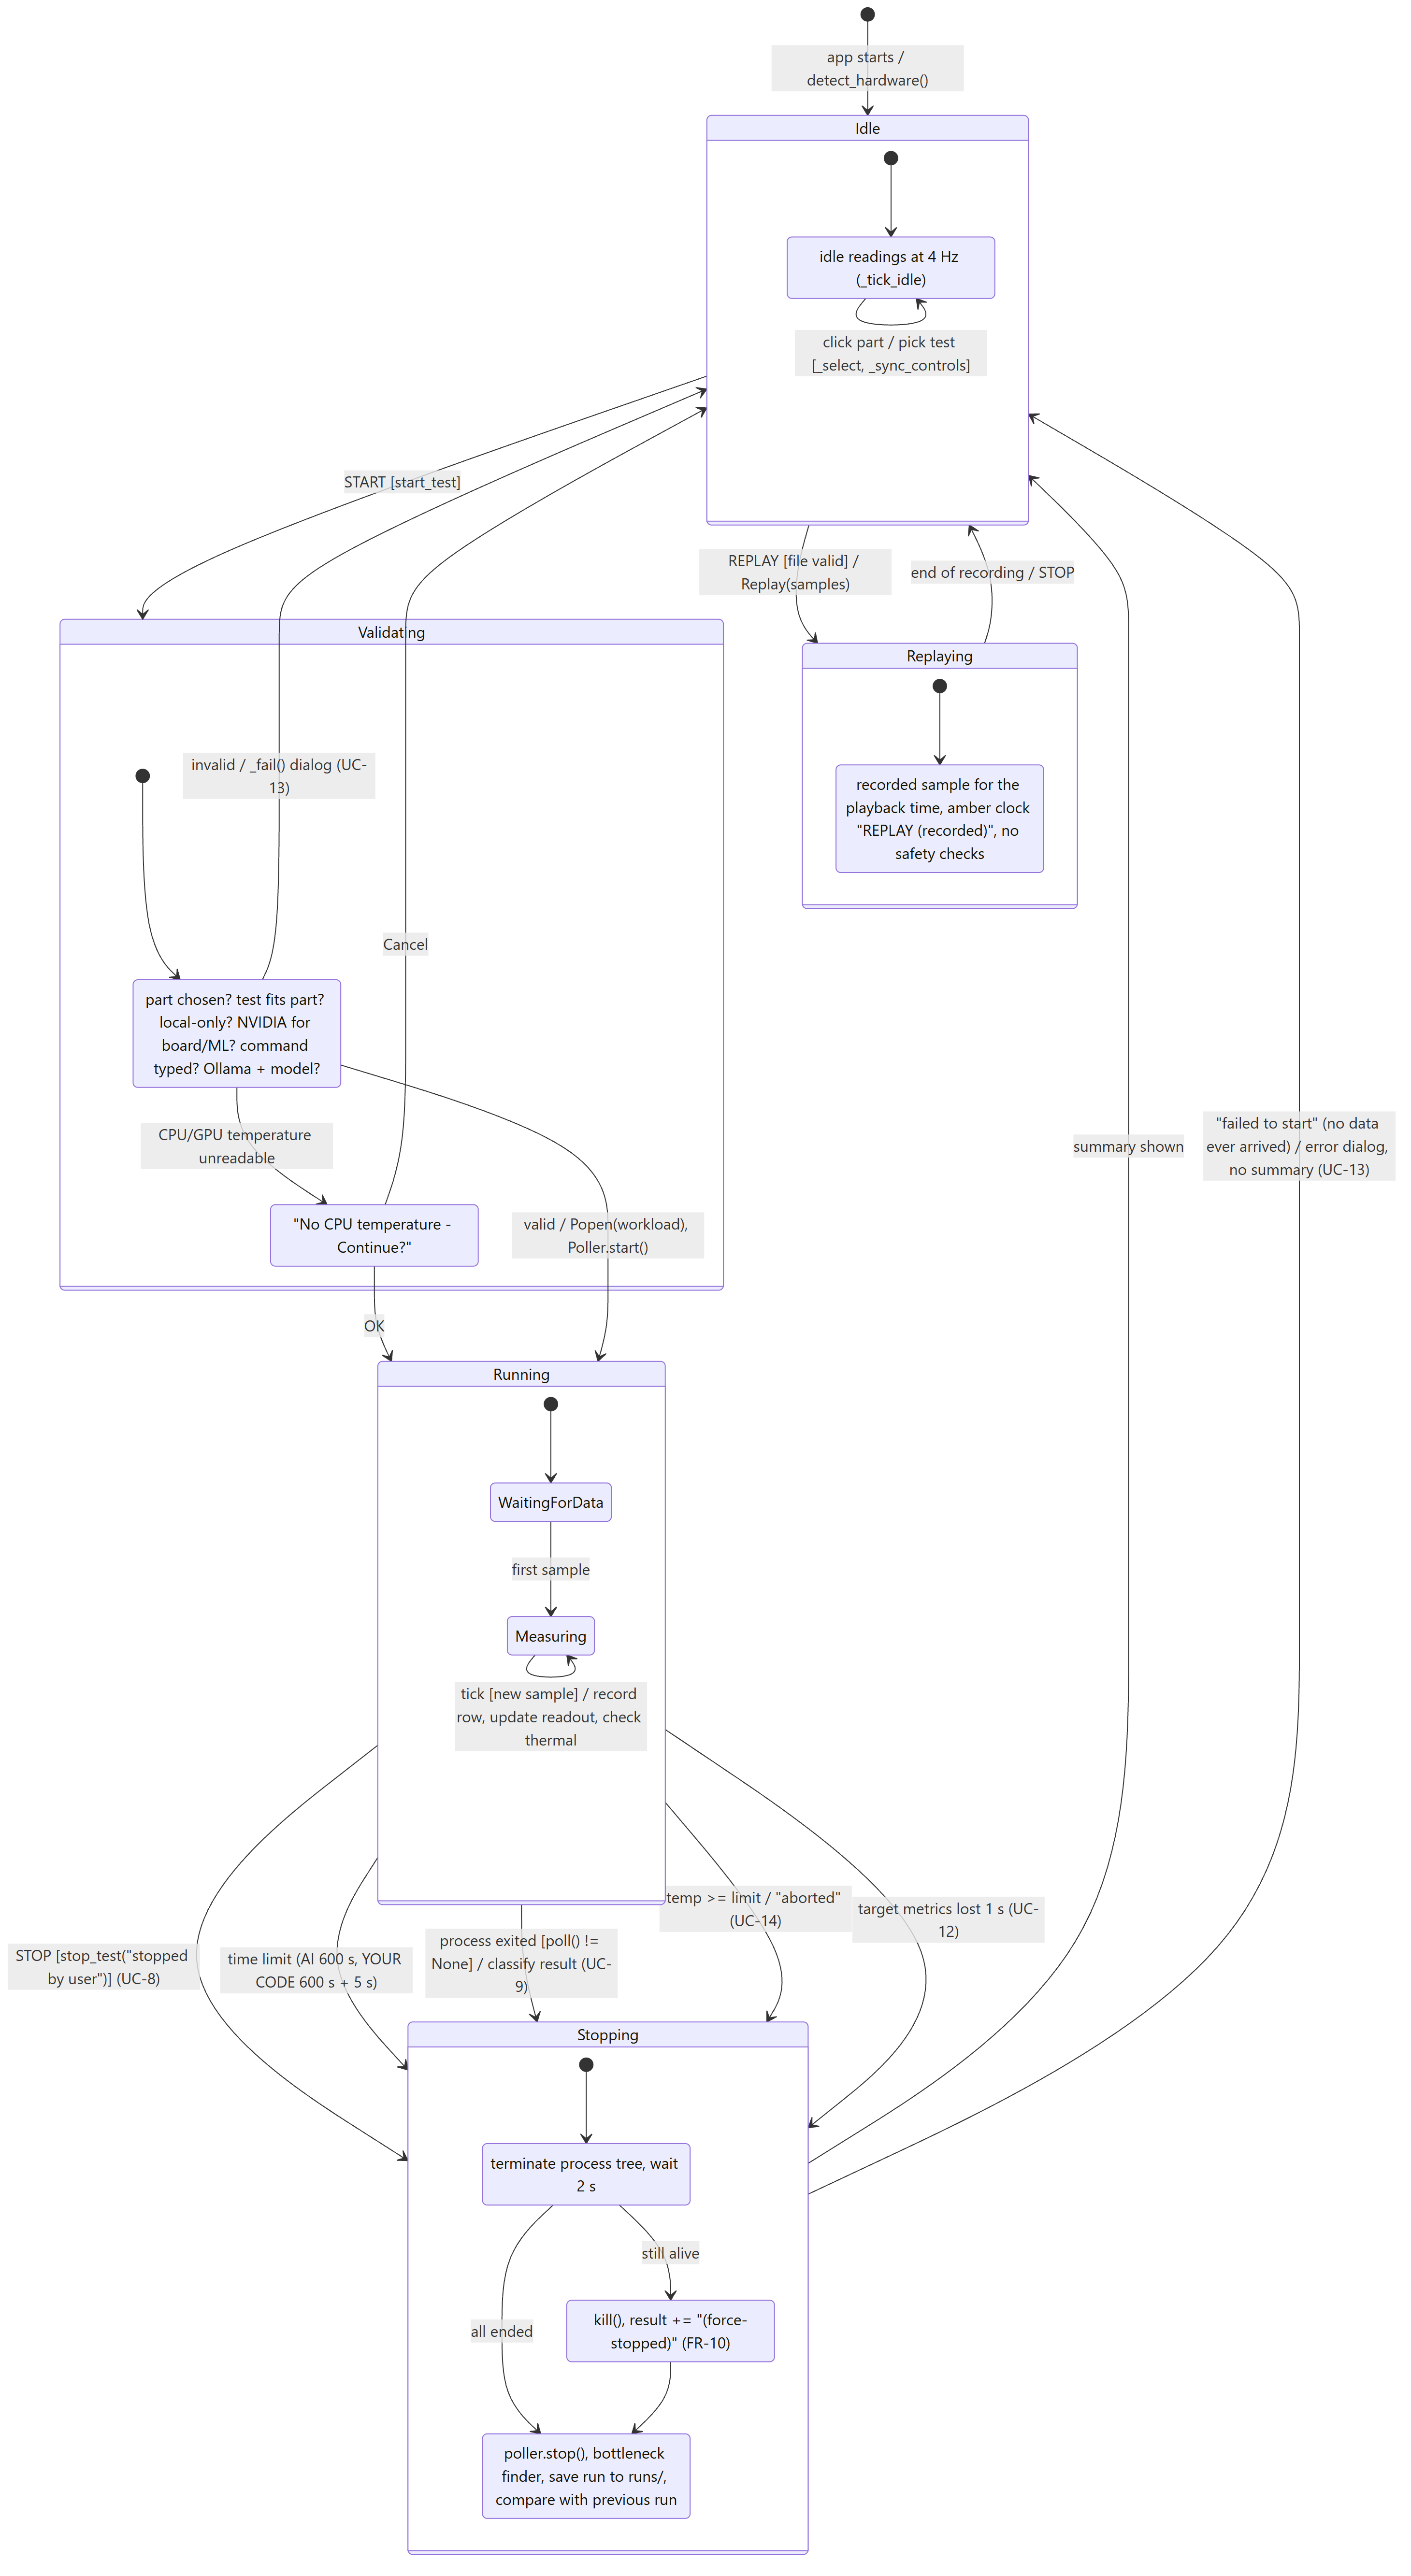 app starts /
detect_hardware()
Idle
idle readings at 4 Hz
(_tick_idle)
click part / pick test
[_select, _sync_controls]
START [start_test]
REPLAY [file valid] /
Replay(samples)
end of recording / STOP
Validating
Replaying
invalid / _fail() dialog (UC-
13)
recorded sample for the
playback time, amber clock
"REPLAY (recorded)", no
safety checks
Cancel
part chosen? test fits part?
local-only? NVIDIA for
board/ML? command
typed? Ollama + model?
CPU/GPU temperature
unreadable
"failed to start" (no data
ever arrived) / error dialog,
no summary (UC-13)
summary shown
"No CPU temperature -
Continue?"
valid / Popen(workload),
Poller.start()
OK
Running
WaitingForData
first sample
Measuring
tick [new sample] / record
row, update readout, check
thermal
STOP [stop_test("stopped
by user")] (UC-8)
time limit (AI 600 s, YOUR
CODE 600 s + 5 s)
process exited [poll() !=
None] / classify result (UC-
9)
temp >= limit / "aborted"
(UC-14)
target metrics lost 1 s (UC-
12)
Stopping
terminate process tree, wait
2 s
still alive
all ended
kill(), result += "(force-
stopped)" (FR-10)
poller.stop(), bottleneck
finder, save run to runs/,
compare with previous run